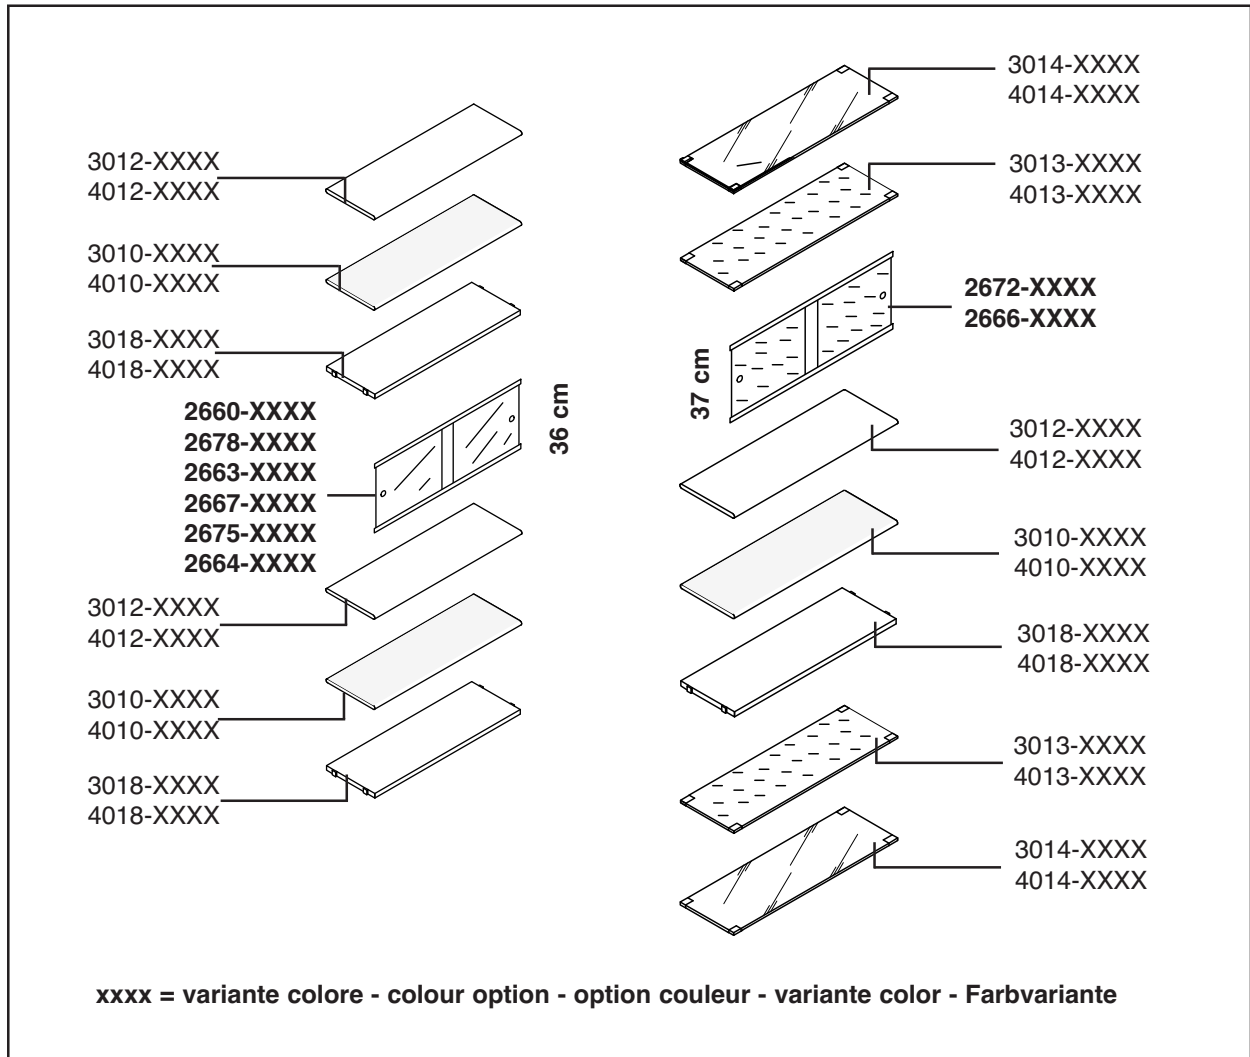 3012-XXXX
4012-XXXX
3010-XXXX
4010-XXXX
3018-XXXX
4018-XXXX
2660-XXXX
2678-XXXX
2663-XXXX
2667-XXXX
2675-XXXX
2664-XXXX
36 cm
3012-XXXX
4012-XXXX
3010-XXXX
4010-XXXX
3018-XXXX
4018-XXXX
3014-XXXX
4014-XXXX
3013-XXXX
4013-XXXX
2672-XXXX
2666-XXXX
37 cm
3012-XXXX
4012-XXXX
3010-XXXX
4010-XXXX
3018-XXXX
4018-XXXX
3013-XXXX
4013-XXXX
3014-XXXX
4014-XXXX
xxxx = variante colore - colour option - option couleur - variante color - Farbvariante